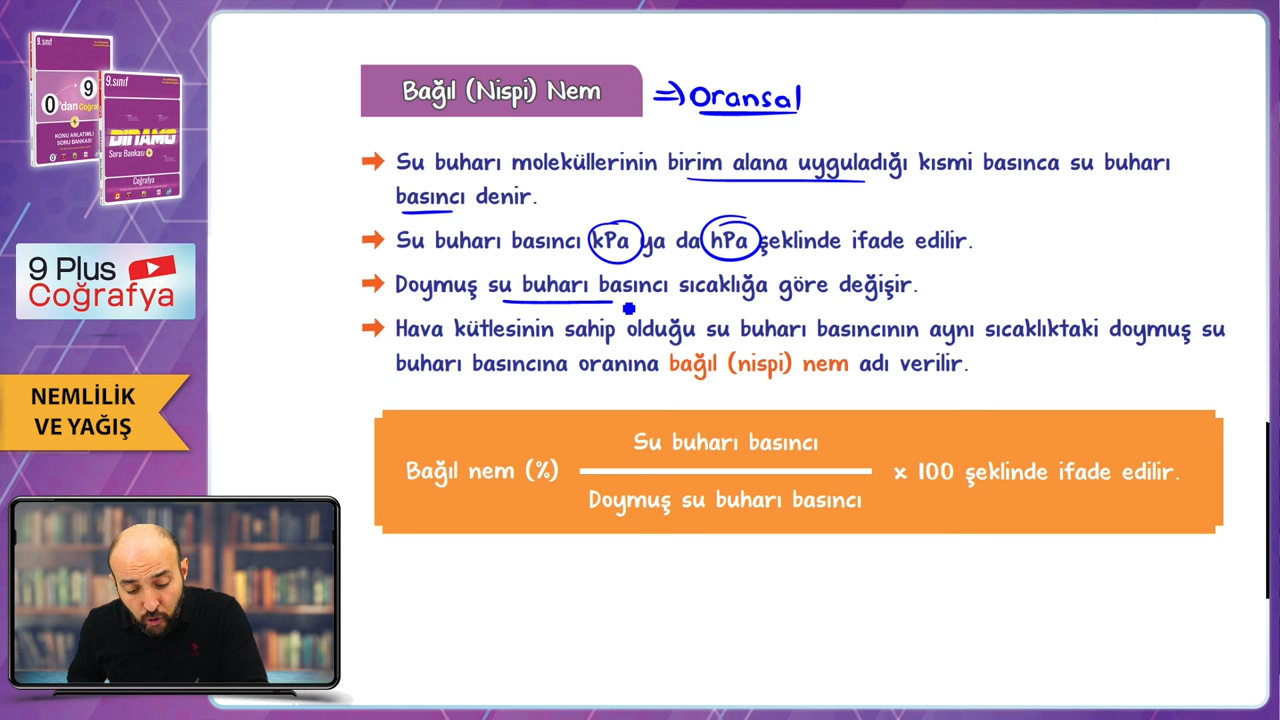 9.sınıf
0'dan 9
Coğrafya
KONU ANLATIMLI
SORU BANKASI
9.sınıf
DİNAMO
Soru Bankası
Coğrafya
9 Plus
Coğrafya
NEMLİLİK
VE YAĞIŞ
Bağıl (Nispi) Nem
⇒ Oransal
➡ Su buharı moleküllerinin birim alana uyguladığı kısmi basınca su buharı
basıncı denir.
➡ Su buharı basıncı kPa ya da hPa şeklinde ifade edilir.
➡ Doymuş su buharı basıncı sıcaklığa göre değişir.
➡ Hava kütlesinin sahip olduğu su buharı basıncının aynı sıcaklıktaki doymuş su
buharı basıncına oranına bağıl (nispi) nem adı verilir.
Su buharı basıncı
Bağıl nem (%)
x 100 şeklinde ifade edilir.
Doymuş su buharı basıncı